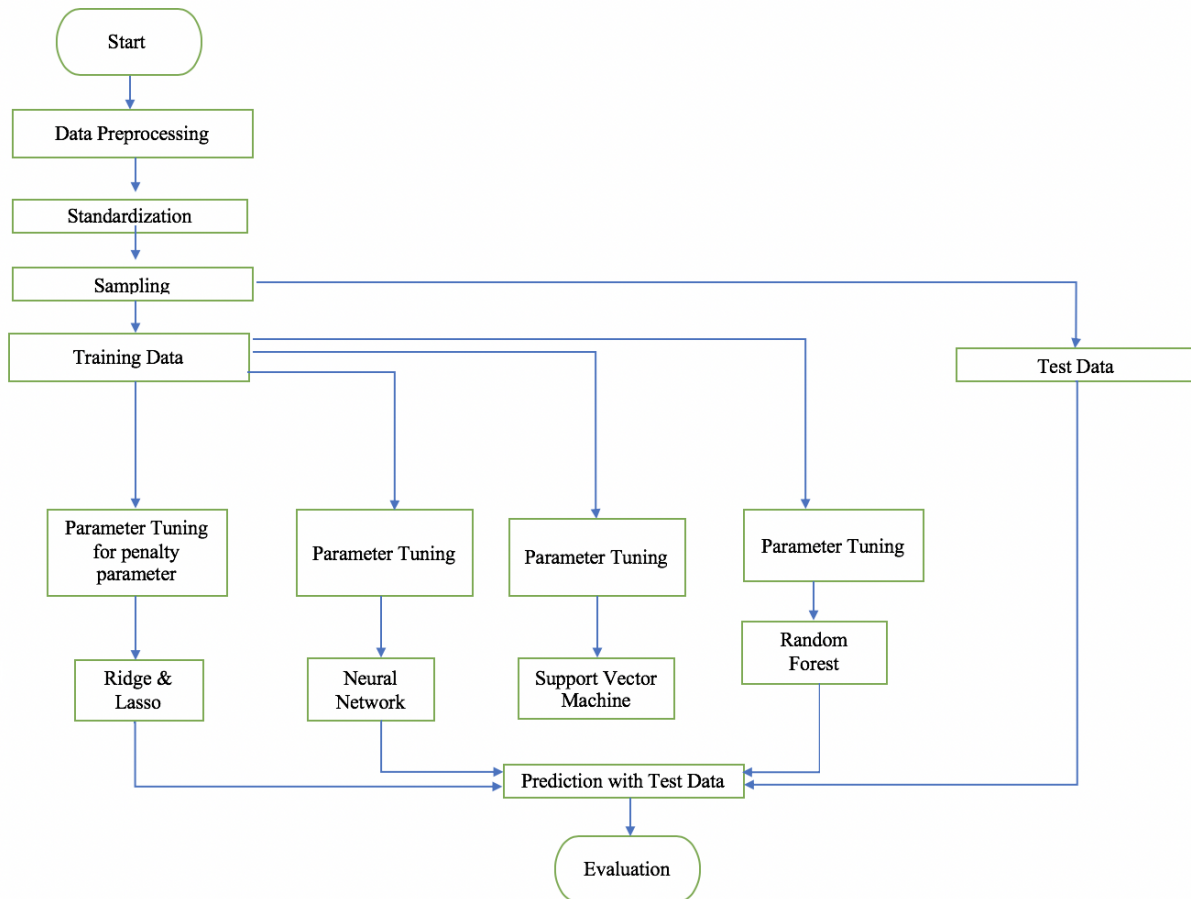 Start
Data Preprocessing
Standardization
Sampling
Training Data
Test Data
Parameter Tuning
for penalty
parameter
Parameter Tuning
Parameter Tuning
Parameter Tuning
Ridge &
Lasso
Neural
Network
Support Vector
Machine
Random
Forest
Prediction with Test Data
Evaluation